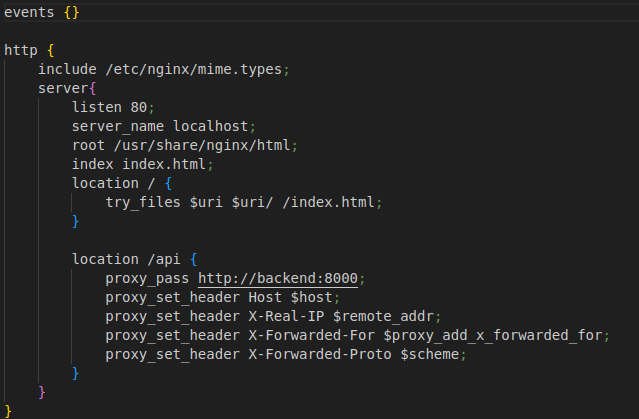 events {}
http {
include /etc/nginx/mime.types;
server{
listen 80;
server_name localhost;
root /usr/share/nginx/html;
index index.html;
location / {
try_files $uri $uri/ /index.html;
}
location /api {
proxy_pass http://backend:8000;
proxy_set_header Host $host;
proxy_set_header X-Real-IP $remote_addr;
proxy_set_header X-Forwarded-For $proxy_add_x_forwarded_for;
proxy_set_header X-Forwarded-Proto $scheme;
}
}
}